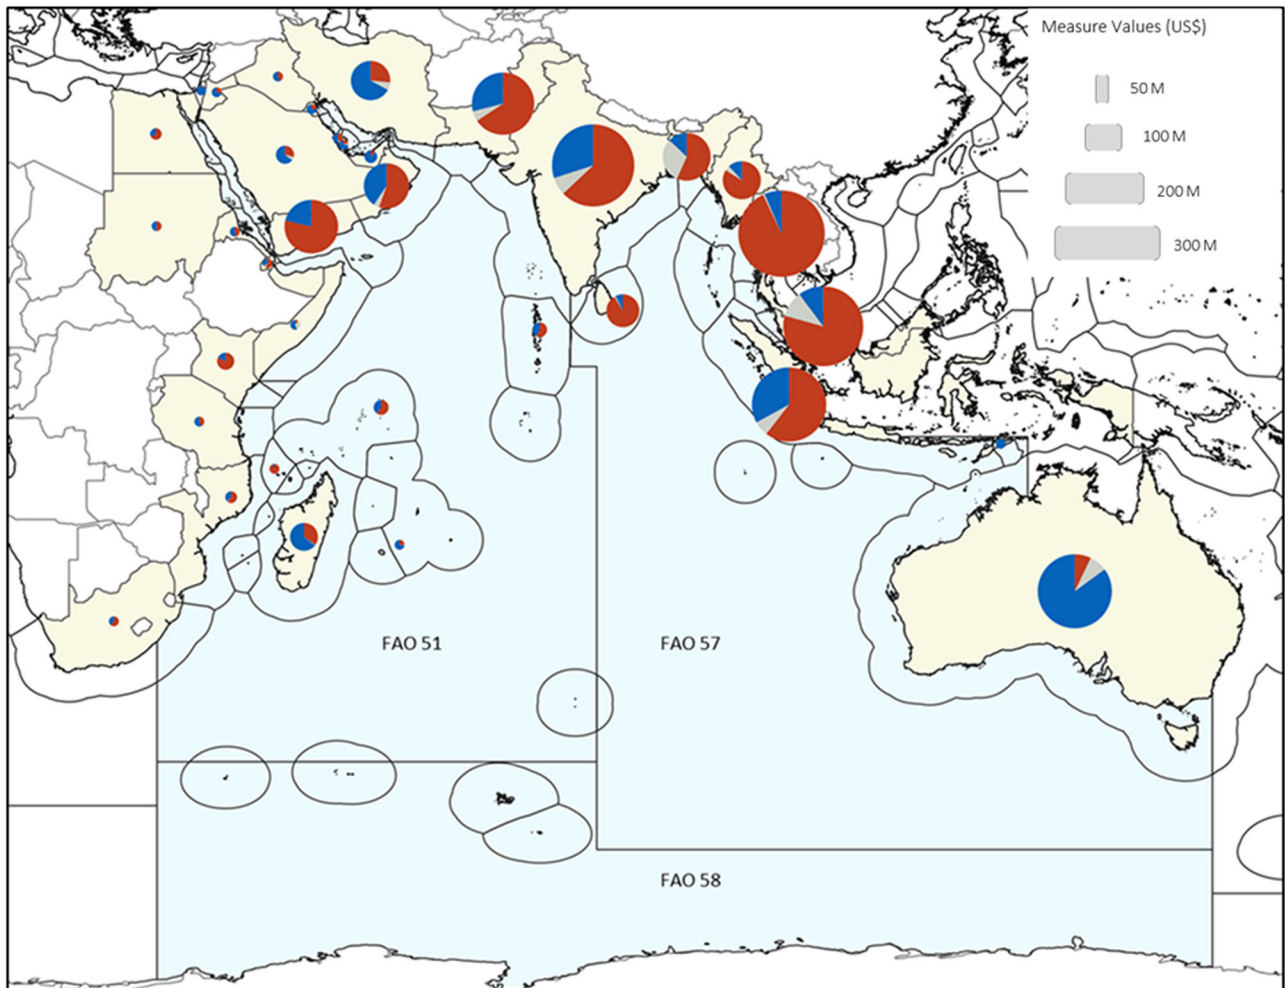 Measure Values (US$)
50 M
100 M
200 M
300 M
FAO 51
FAO 57
FAO 58